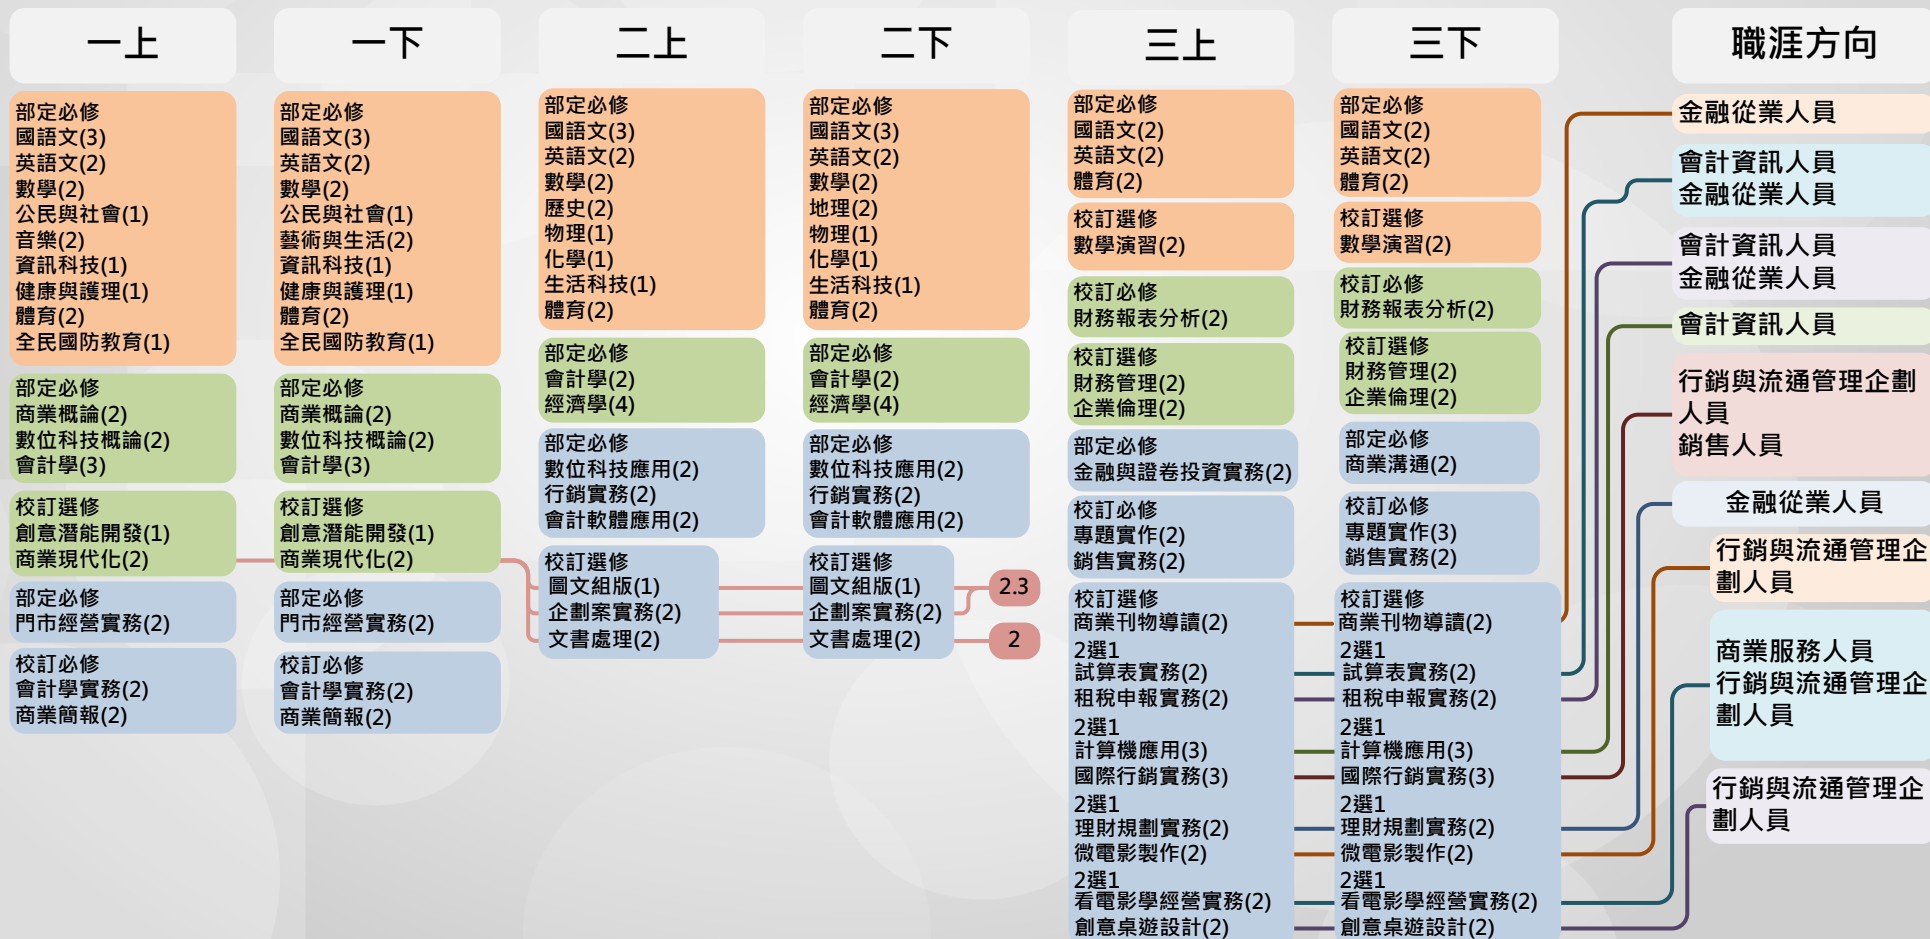 一上
部定必修
國語文(3)
英語文(2)
數學(2)
公民與社會(1)
音樂(2)
資訊科技(1)
健康與護理(1)
體育(2)
全民國防教育(1)
部定必修
商業概論(2)
數位科技概論(2)
會計學(3)
校訂選修
創意潛能開發(1)
商業現代化(2)
部定必修
門市經營實務(2)
校訂必修
會計學實務(2)
商業簡報(2)
一下
部定必修
國語文(3)
英語文(2)
數學(2)
公民與社會(1)
藝術與生活(2)
資訊科技(1)
健康與護理(1)
體育(2)
全民國防教育(1)
部定必修
商業概論(2)
數位科技概論(2)
會計學(3)
校訂選修
創意潛能開發(1)
商業現代化(2)
部定必修
門市經營實務(2)
校訂必修
會計學實務(2)
商業簡報(2)
二上
部定必修
國語文(3)
英語文(2)
數學(2)
歷史(2)
物理(1)
化學(1)
生活科技(1)
體育(2)
部定必修
會計學(2)
經濟學(4)
部定必修
數位科技應用(2)
行銷實務(2)
會計軟體應用(2)
校訂選修
圖文組版(1)
企劃案實務(2)
文書處理(2)
二下
部定必修
國語文(3)
英語文(2)
數學(2)
地理(2)
物理(1)
化學(1)
生活科技(1)
體育(2)
部定必修
會計學(2)
經濟學(4)
部定必修
數位科技應用(2)
行銷實務(2)
會計軟體應用(2)
校訂選修
圖文組版(1)
企劃案實務(2)
文書處理(2)
2.3
2
三上
部定必修
國語文(2)
英語文(2)
體育(2)
校訂選修
數學演習(2)
校訂必修
財務報表分析(2)
校訂選修
財務管理(2)
企業倫理(2)
部定必修
金融與證卷投資實務(2)
校訂必修
專題實作(2)
銷售實務(2)
校訂選修
商業刊物導讀(2)
2選1
試算表實務(2)
租稅申報實務(2)
2選1
計算機應用(3)
國際行銷實務(3)
2選1
理財規劃實務(2)
微電影製作(2)
2選1
看電影學經營實務(2)
創意桌遊設計(2)
三下
部定必修
國語文(2)
英語文(2)
體育(2)
校訂選修
數學演習(2)
校訂必修
財務報表分析(2)
校訂選修
財務管理(2)
企業倫理(2)
部定必修
商業溝通(2)
校訂必修
專題實作(3)
銷售實務(2)
校訂選修
商業刊物導讀(2)
2選1
試算表實務(2)
租稅申報實務(2)
2選1
計算機應用(3)
國際行銷實務(3)
2選1
理財規劃實務(2)
微電影製作(2)
2選1
看電影學經營實務(2)
創意桌遊設計(2)
職涯方向
金融從業人員
會計資訊人員
金融從業人員
會計資訊人員
金融從業人員
會計資訊人員
行銷與流通管理企劃
人員
銷售人員
金融從業人員
行銷與流通管理企
劃人員
商業服務人員
行銷與流通管理企
劃人員
行銷與流通管理企
劃人員